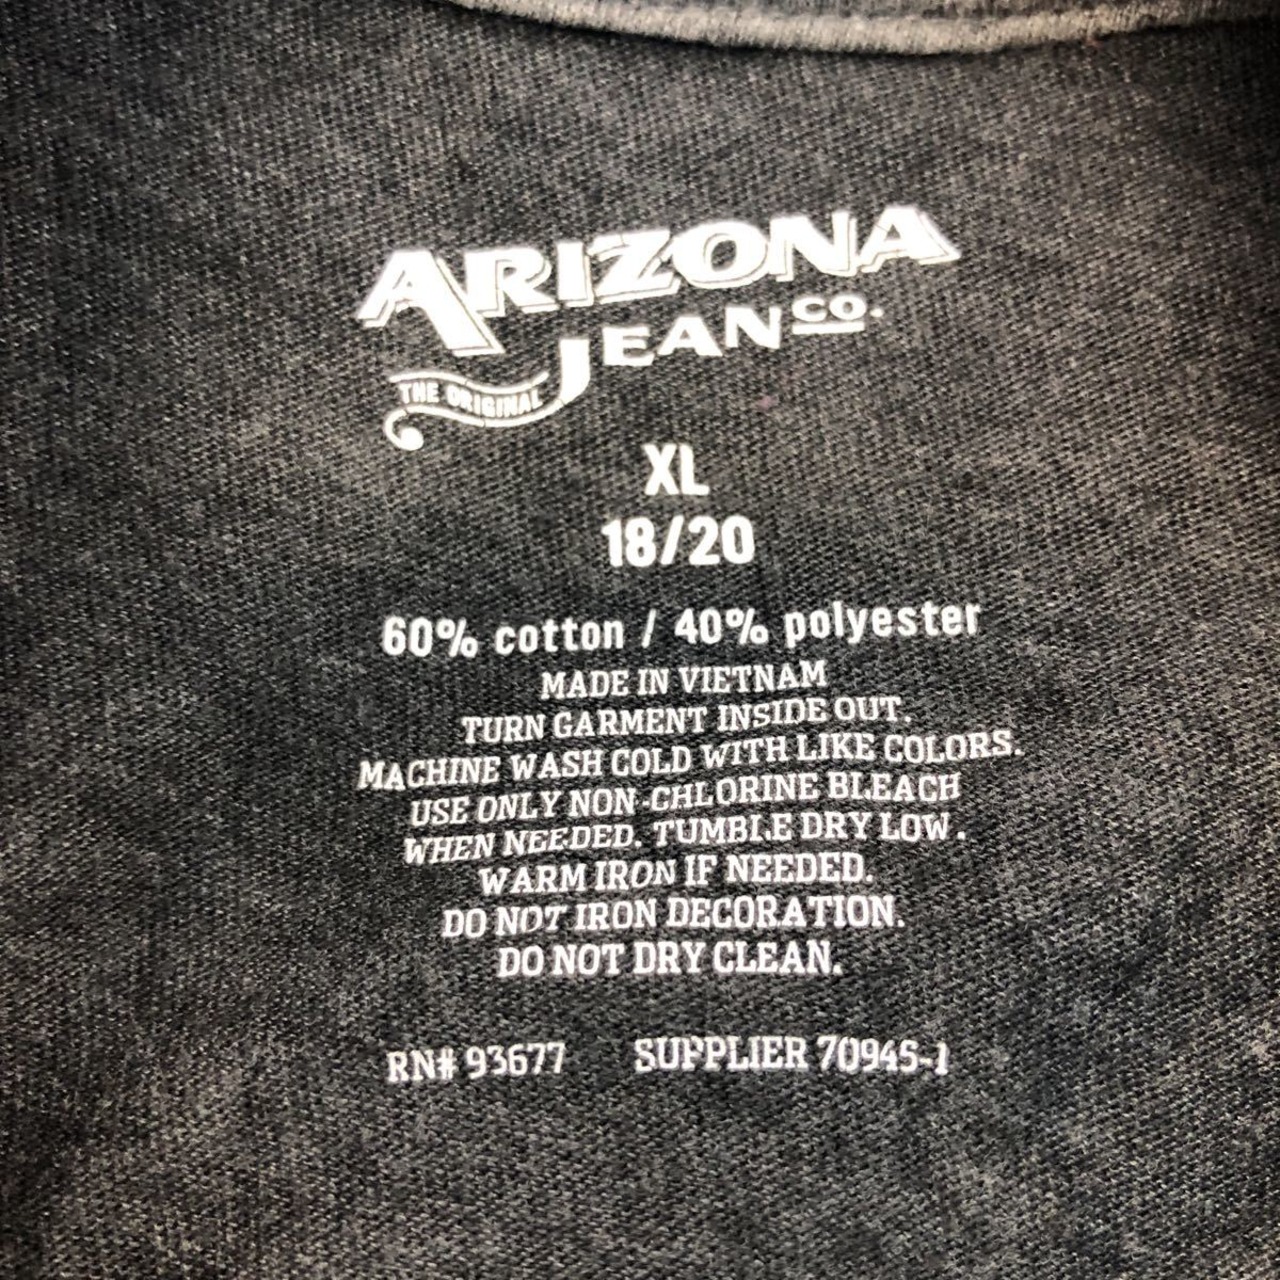 ARIZONA
JEAN CO.
THE ORIGINAL
XL
18/20
60% cotton / 40% polyester
MADE IN VIETNAM
TURN GARMENT INSIDE OUT.
MACHINE WASH COLD WITH LIKE COLORS.
USE ONLY NON-CHLORINE BLEACH
WHEN NEEDED. TUMBLE DRY LOW.
WARM IRON IF NEEDED.
DO NOT IRON DECORATION.
DO NOT DRY CLEAN.
RN# 93677 SUPPLIER 70945-1